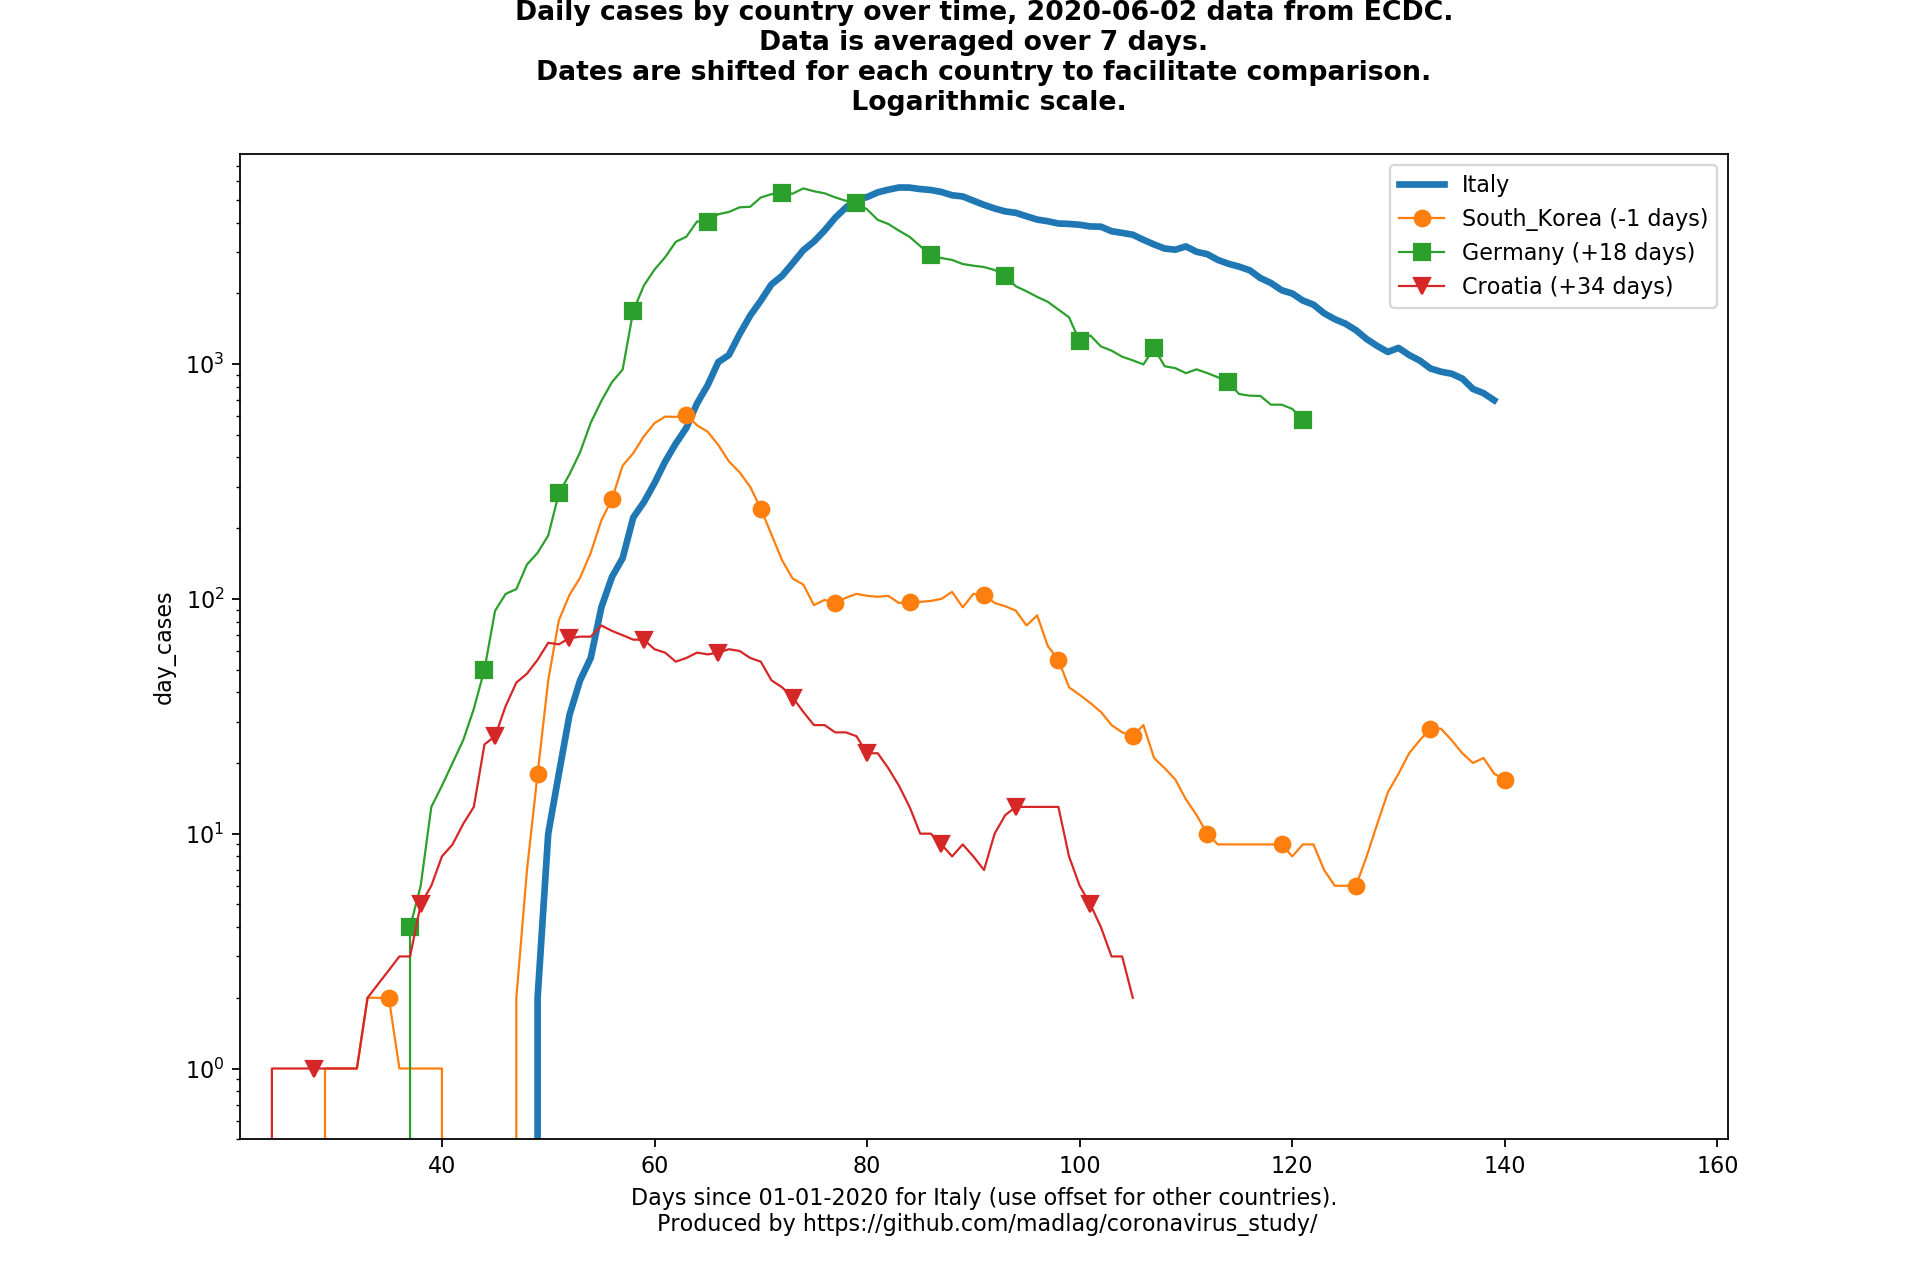 Daily cases by country over time, 2020-06-02 data from ECDC.
Data is averaged over 7 days.
Dates are shifted for each country to facilitate comparison.
Logarithmic scale.
Italy
South_Korea (-1 days)
Germany (+18 days)
Croatia (+34 days)
day_cases
10³
10²
10¹
10⁰
40 60 80 100 120 140 160
Days since 01-01-2020 for Italy (use offset for other countries).
Produced by https://github.com/madlag/coronavirus_study/